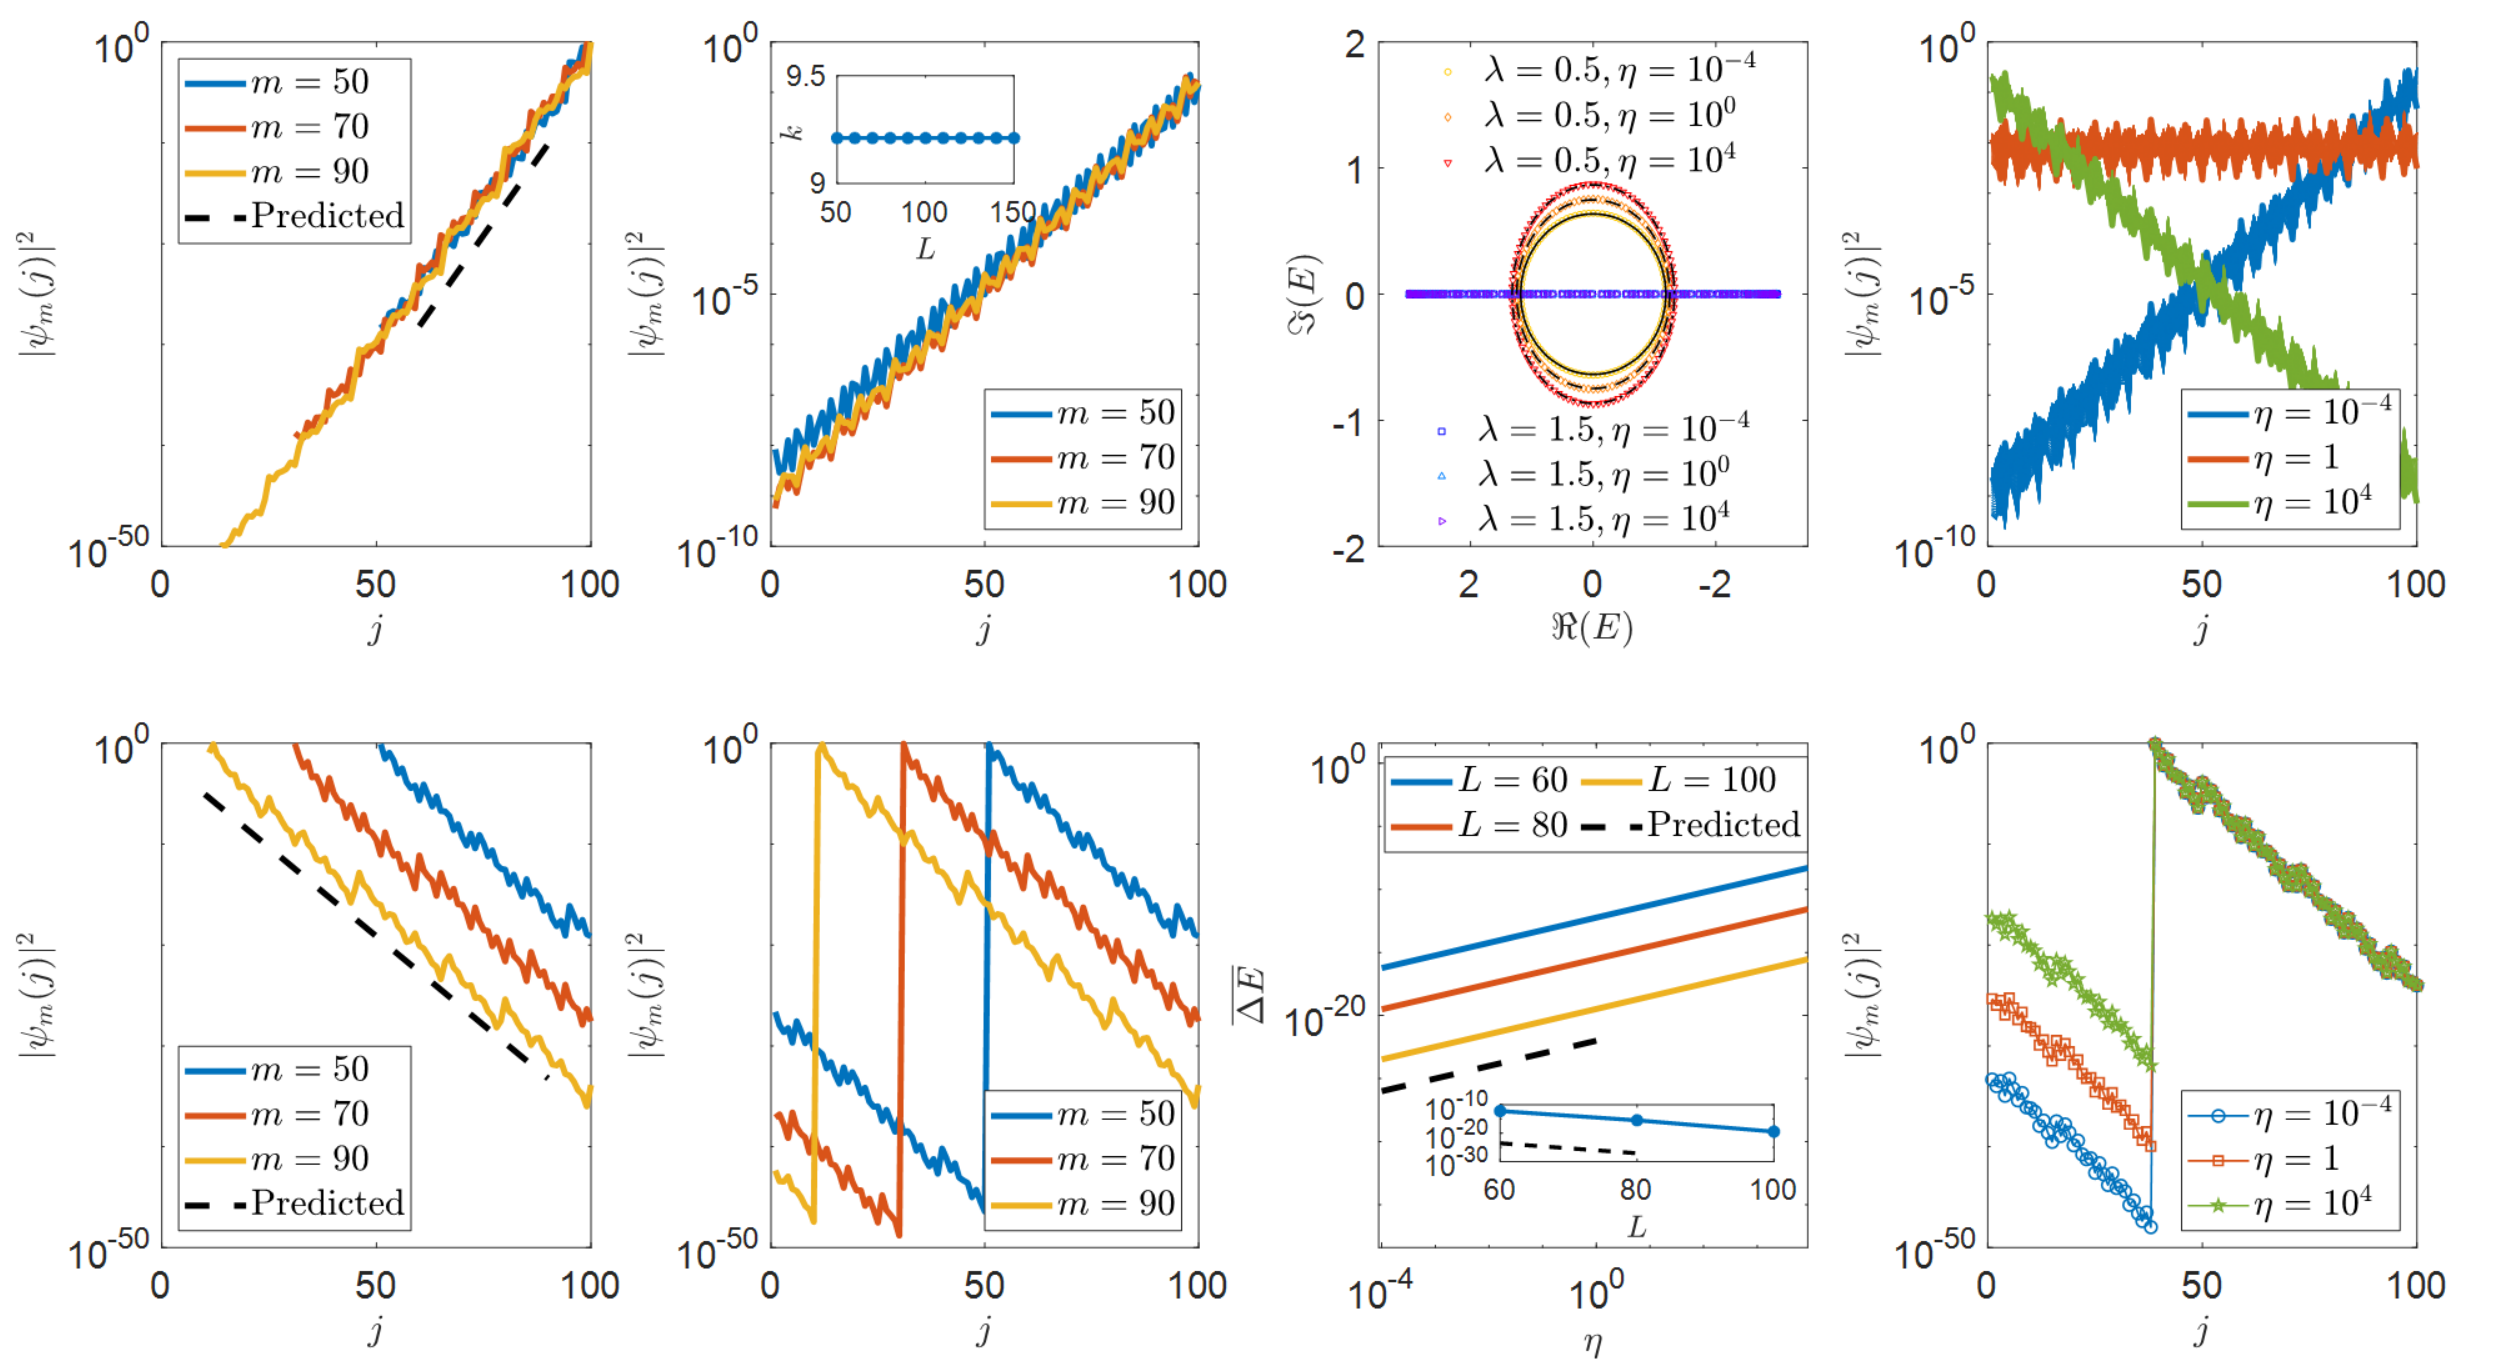 10^0
10^-50
|ψ_m(j)|^2
m = 50
m = 70
m = 90
Predicted
0 50 100
j
10^0
10^-5
10^-10
|ψ_m(j)|^2
9.5
9
k
50 100 150
L
m = 50
m = 70
m = 90
0 50 100
j
2
1
0
-1
-2
ℑ(E)
λ = 0.5, η = 10^-4
λ = 0.5, η = 10^0
λ = 0.5, η = 10^4
λ = 1.5, η = 10^-4
λ = 1.5, η = 10^0
λ = 1.5, η = 10^4
2 0 -2
ℜ(E)
10^0
10^-5
10^-10
|ψ_m(j)|^2
η = 10^-4
η = 1
η = 10^4
0 50 100
j
10^0
10^-50
|ψ_m(j)|^2
m = 50
m = 70
m = 90
Predicted
0 50 100
j
10^0
10^-50
|ψ_m(j)|^2
m = 50
m = 70
m = 90
0 50 100
j
10^0
10^-20
\overline{ΔE}
L = 60 L = 100
L = 80 Predicted
10^-10
10^-20
10^-30
60 80 100
L
10^-4 10^0
η
10^0
10^-50
|ψ_m(j)|^2
η = 10^-4
η = 1
η = 10^4
0 50 100
j